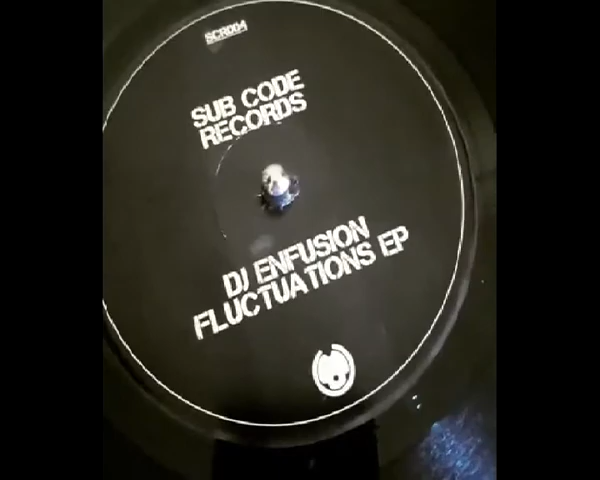 SCR004
SUB CODE
RECORDS
DJ ENFUSION
FLUCTUATIONS EP